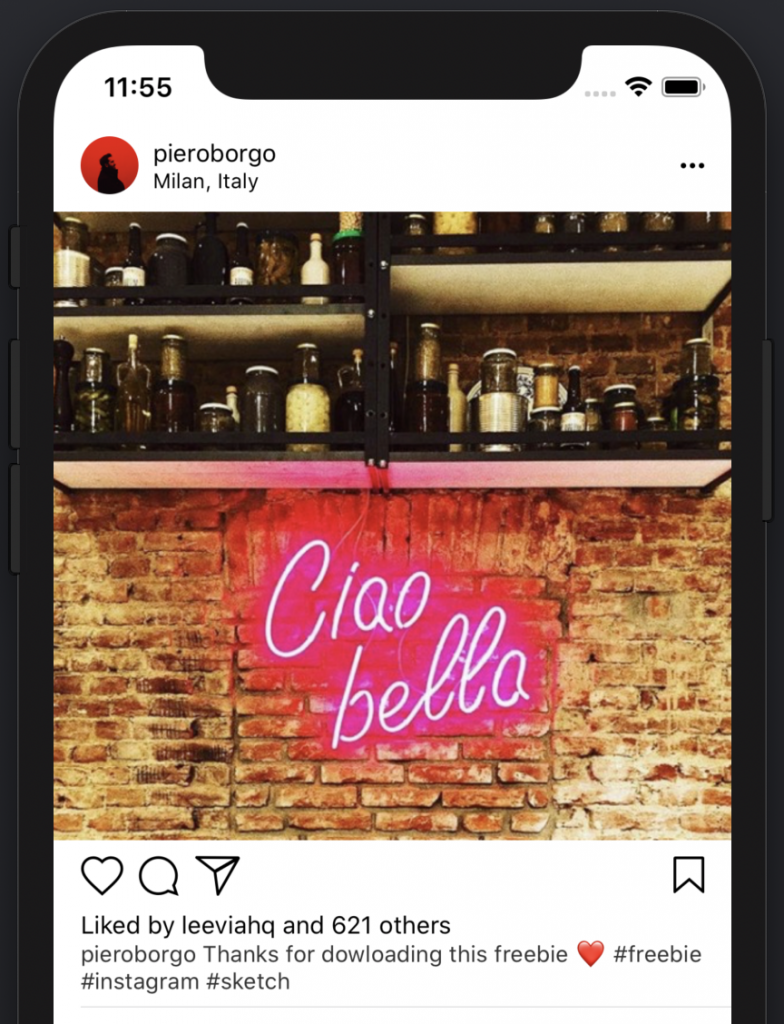 11:55
pieroborgo
Milan, Italy
Ciao
bella
Liked by leeviahq and 621 others
pieroborgo Thanks for dowloading this freebie ❤️ #freebie
#instagram #sketch